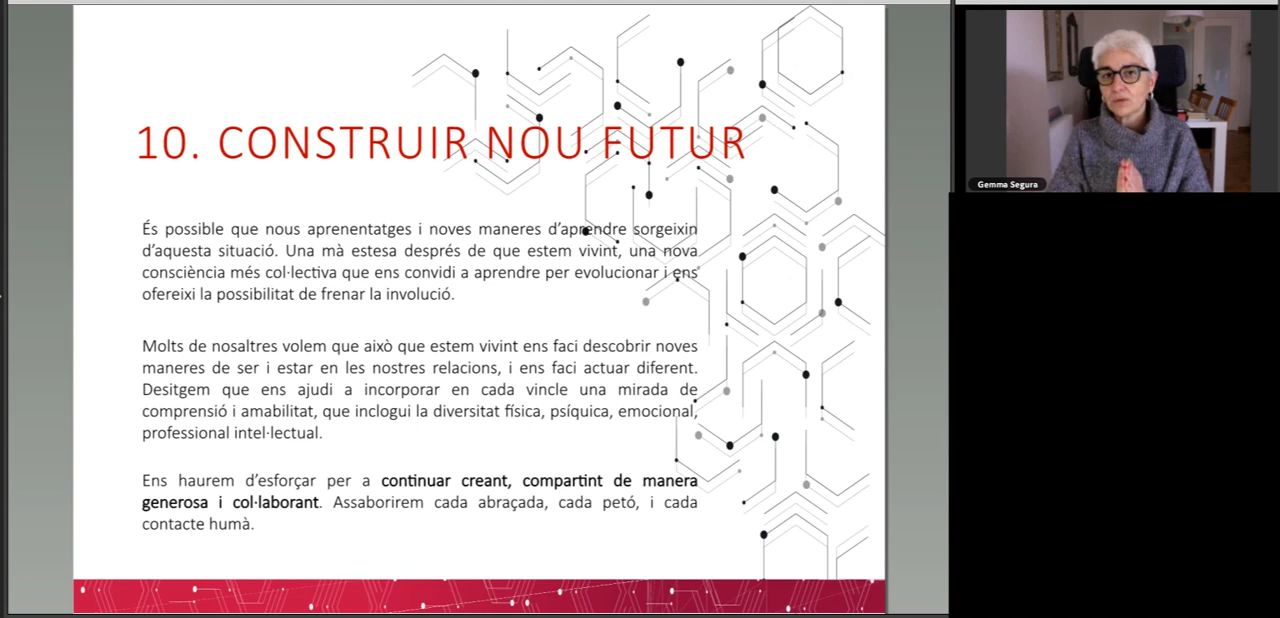 10. CONSTRUIR NOU FUTUR
És possible que nous aprenentatges i noves maneres d'aprendre sorgeixin
d'aquesta situació. Una mà estesa després de que estem vivint, una nova
consciència més col·lectiva que ens convidi a aprendre per evolucionar i ens
ofereixi la possibilitat de frenar la involució.
Molts de nosaltres volem que això que estem vivint ens faci descobrir noves
maneres de ser i estar en les nostres relacions, i ens faci actuar diferent.
Desitgem que ens ajudi a incorporar en cada vincle una mirada de
comprensió i amabilitat, que inclogui la diversitat física, psíquica, emocional,
professional intel·lectual.
Ens haurem d'esforçar per a continuar creant, compartint de manera
generosa i col·laborant. Assaborirem cada abraçada, cada petó, i cada
contacte humà.
Gemma Segura